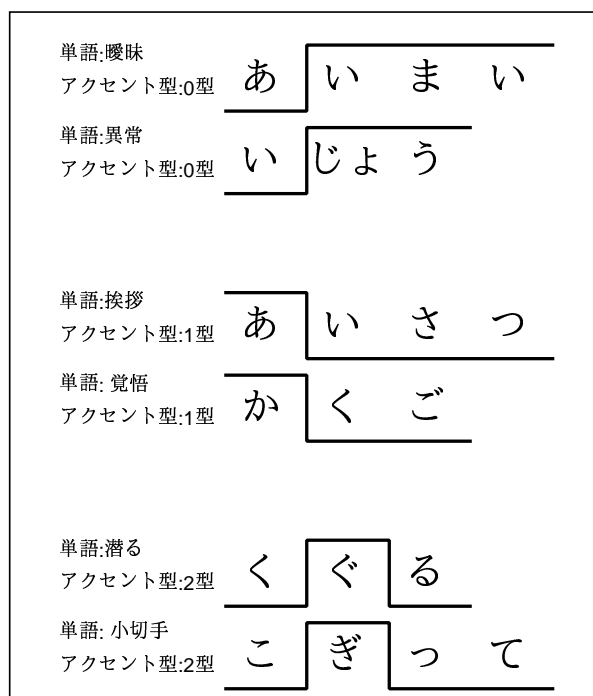 単語:曖昧
アクセント型:0型
あ い ま い
単語:異常
アクセント型:0型
い じょ う
単語:挨拶
アクセント型:1型
あ い さ つ
単語: 覚悟
アクセント型:1型
か く ご
単語:潜る
アクセント型:2型
く ぐ る
単語: 小切手
アクセント型:2型
こ ぎ っ て